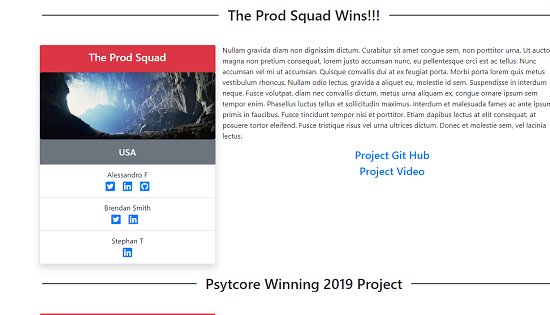 The Prod Squad Wins!!!
The Prod Squad
USA
Alessandro F
Brendan Smith
Stephan T
Nullam gravida diam non dignissim dictum. Curabitur sit amet congue sem, non porttitor urna. Ut aucto
magna non pretium consequat, lorem justo accumsan nunc, eu pellentesque orci est ac tellus. Nunc
accumsan vel mi ut accumsan. Quisque convallis dui at ex feugiat porta. Morbi porta lorem quis metus
vestibulum rhoncus. Nullam odio lectus, gravida a aliquet eu, molestie id sem. Suspendisse in interdum
neque. Fusce volutpat, diam nec convallis dictum, metus urna aliquam ex, congue ornare ipsum sem
tempor enim. Phasellus luctus tellus et sollicitudin maximus. Interdum et malesuada fames ac ante ipsum
primis in faucibus. Fusce tincidunt tempor nisi et porttitor. Etiam dapibus lectus at elit consequat, at
posuere tortor eleifend. Fusce tristique risus vel urna ultrices dictum. Donec et molestie sem, vel lacinia
lectus.
Project Git Hub
Project Video
Psytcore Winning 2019 Project